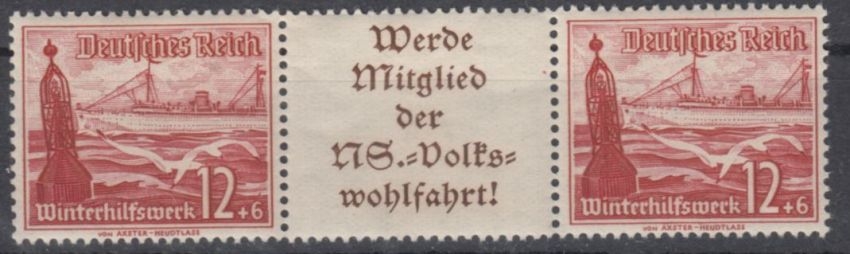 Deutsches Reich
Winterhilfswerk 12+6
VON AXSTER-HEUDTLASS
Werde
Mitglied
der
NS.=Volks=
wohlfahrt!
Deutsches Reich
Winterhilfswerk 12+6
VON AXSTER-HEUDTLASS